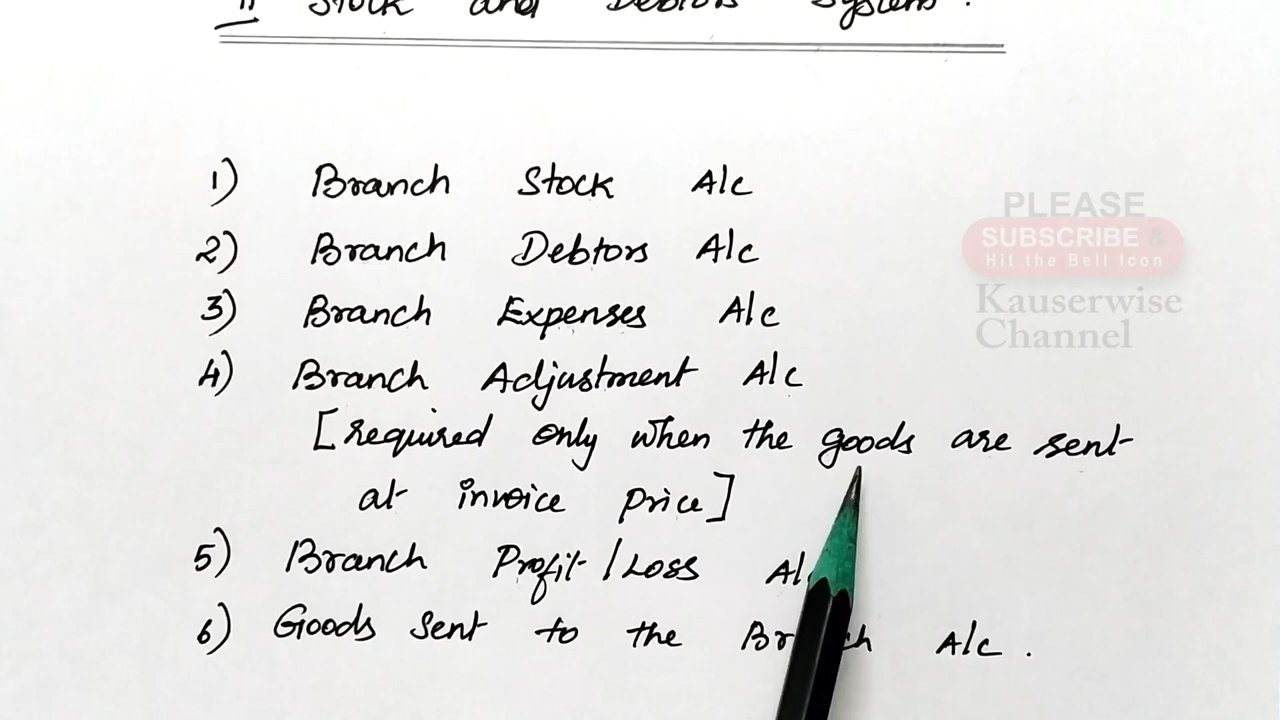 II Stock and Debtors System.
1) Branch Stock A/c
2) Branch Debtors A/c
3) Branch Expenses A/c
4) Branch Adjustment A/c
[required only when the goods are sent
at invoice price]
5) Branch Profit/Loss
6) Goods sent to the A/c.
PLEASE
SUBSCRIBE &
Hit the Bell Icon
Kauserwise
Channel